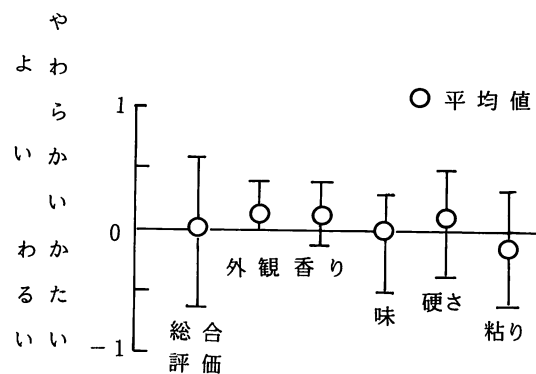 よい わるい
やわらかい かたい
1
0
-1
○ 平均値
総合
評価
外観
香り
味
硬さ
粘り